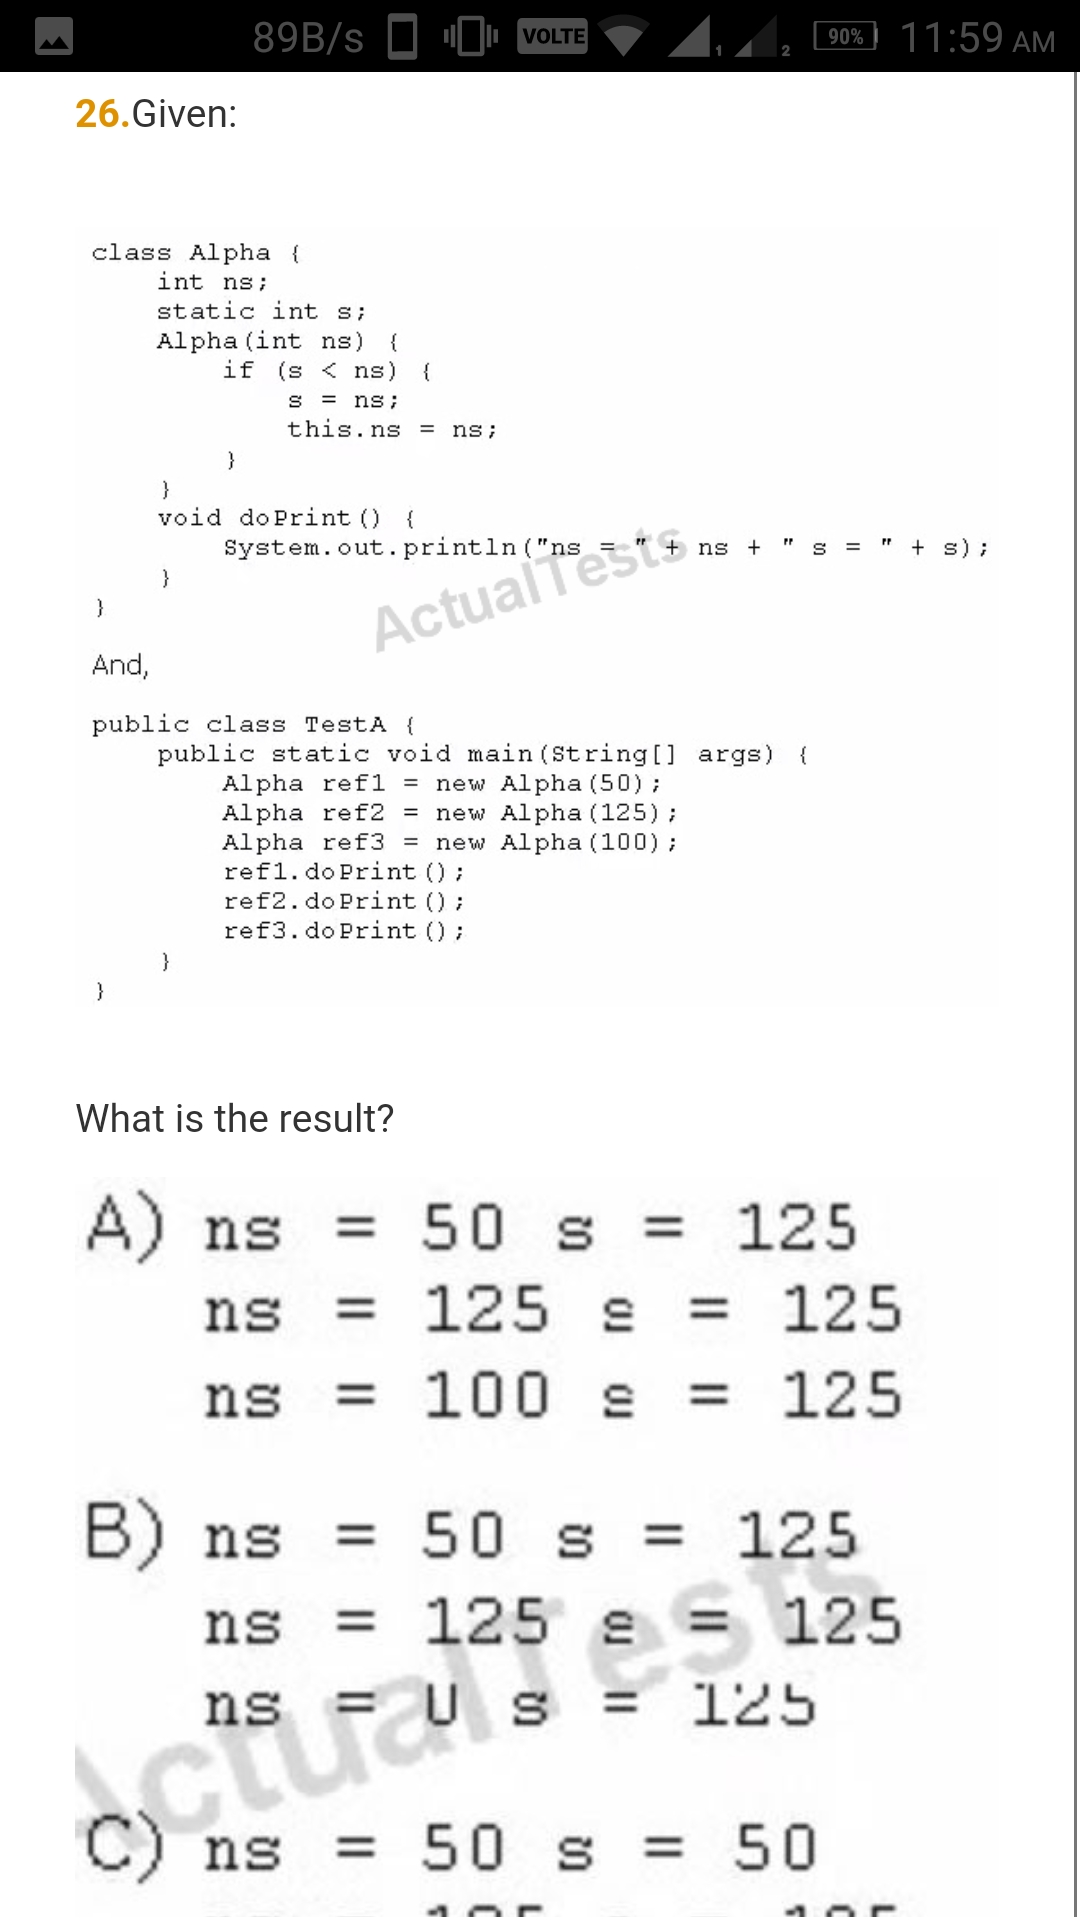 89B/s VOLTE 1 2 90% 11:59 AM
26.Given:
class Alpha {
int ns;
static int s;
Alpha(int ns) {
if (s < ns) {
s = ns;
this.ns = ns;
}
}
void doPrint() {
System.out.println("ns = " + ns + " s = " + s);
}
}
ActualTests
And,
public class TestA {
public static void main(String[] args) {
Alpha ref1 = new Alpha(50);
Alpha ref2 = new Alpha(125);
Alpha ref3 = new Alpha(100);
ref1.doPrint();
ref2.doPrint();
ref3.doPrint();
}
}
What is the result?
A) ns = 50 s = 125
ns = 125 s = 125
ns = 100 s = 125
B) ns = 50 s = 125
ns = 125 s = 125
ns = 0 s = 125
ActualTests
C) ns = 50 s = 50